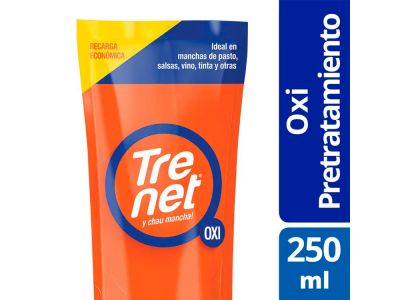 RECARGA
ECONÓMICA
Ideal en
manchas de pasto,
salsas, vino, tinta y otras
Tre
net®
y chau mancha!
OXI
Oxi
Pretratamiento
250
ml